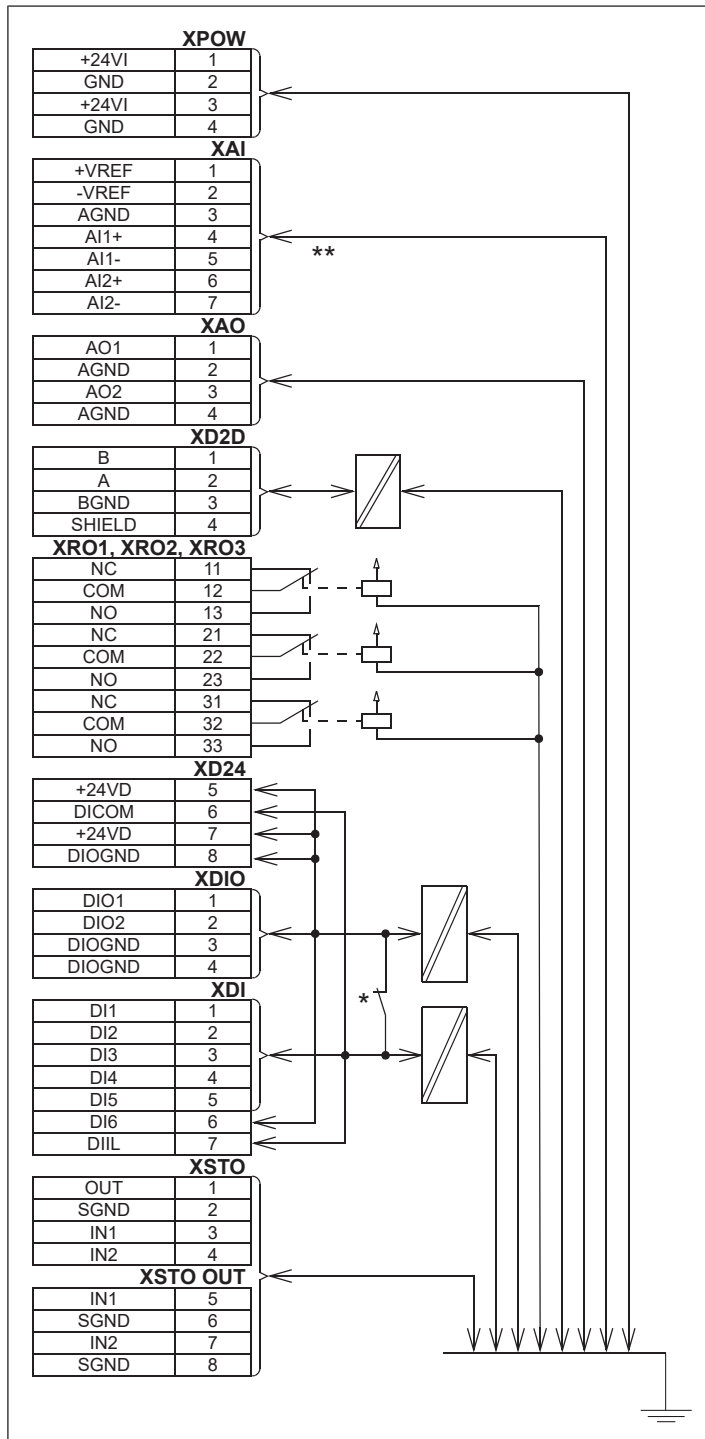 XPOW
+24VI 1
GND 2
+24VI 3
GND 4
XAI
+VREF 1
-VREF 2
AGND 3
AI1+ 4
**
AI1- 5
AI2+ 6
AI2- 7
XAO
AO1 1
AGND 2
AO2 3
AGND 4
XD2D
B 1
A 2
BGND 3
SHIELD 4
XRO1, XRO2, XRO3
NC 11
COM 12
NO 13
NC 21
COM 22
NO 23
NC 31
COM 32
NO 33
XD24
+24VD 5
DICOM 6
+24VD 7
DIOGND 8
XDIO
DIO1 1
DIO2 2
DIOGND 3
DIOGND 4
XDI
*
DI1 1
DI2 2
DI3 3
DI4 4
DI5 5
DI6 6
DIIL 7
XSTO
OUT 1
SGND 2
IN1 3
IN2 4
XSTO OUT
IN1 5
SGND 6
IN2 7
SGND 8